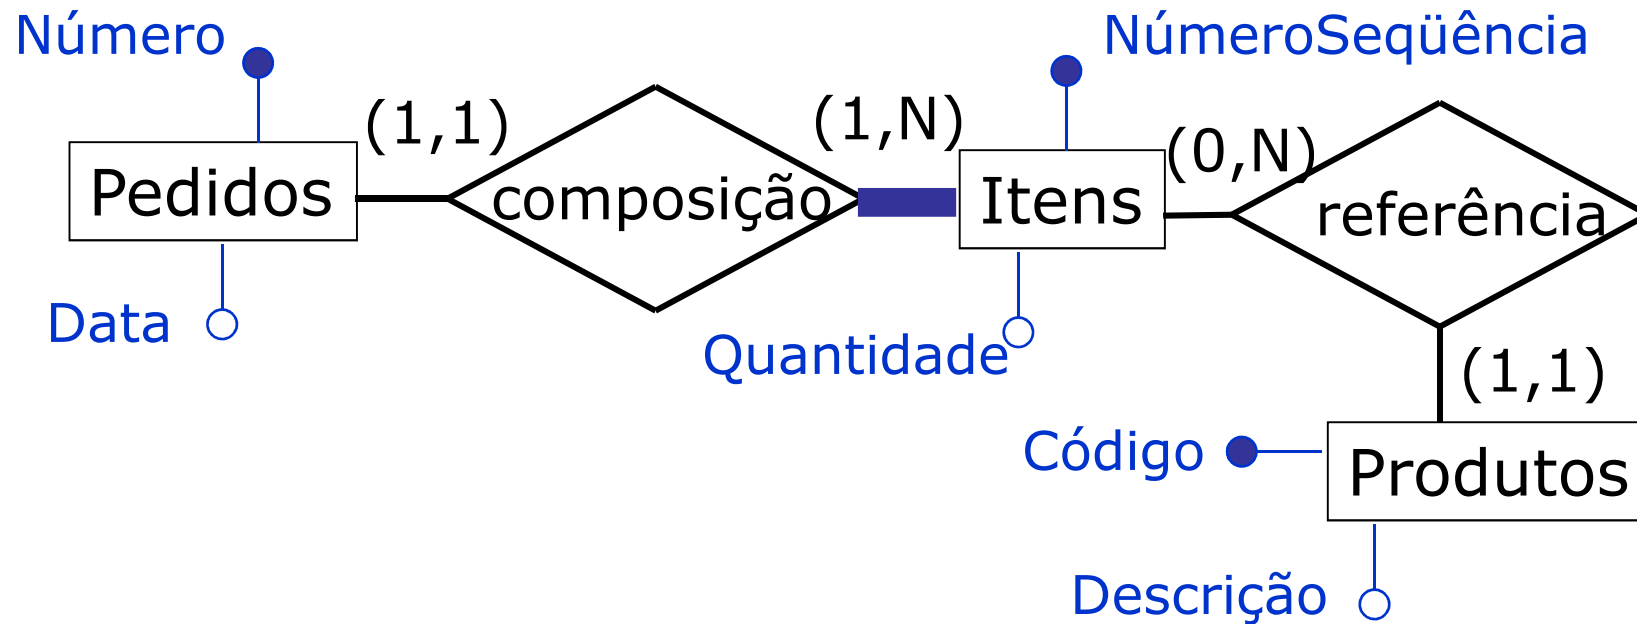 Número
NúmeroSeqüência
(1,1)
(1,N)
(0,N)
Pedidos
composição
Itens
referência
Data
Quantidade
(1,1)
Código
Produtos
Descrição